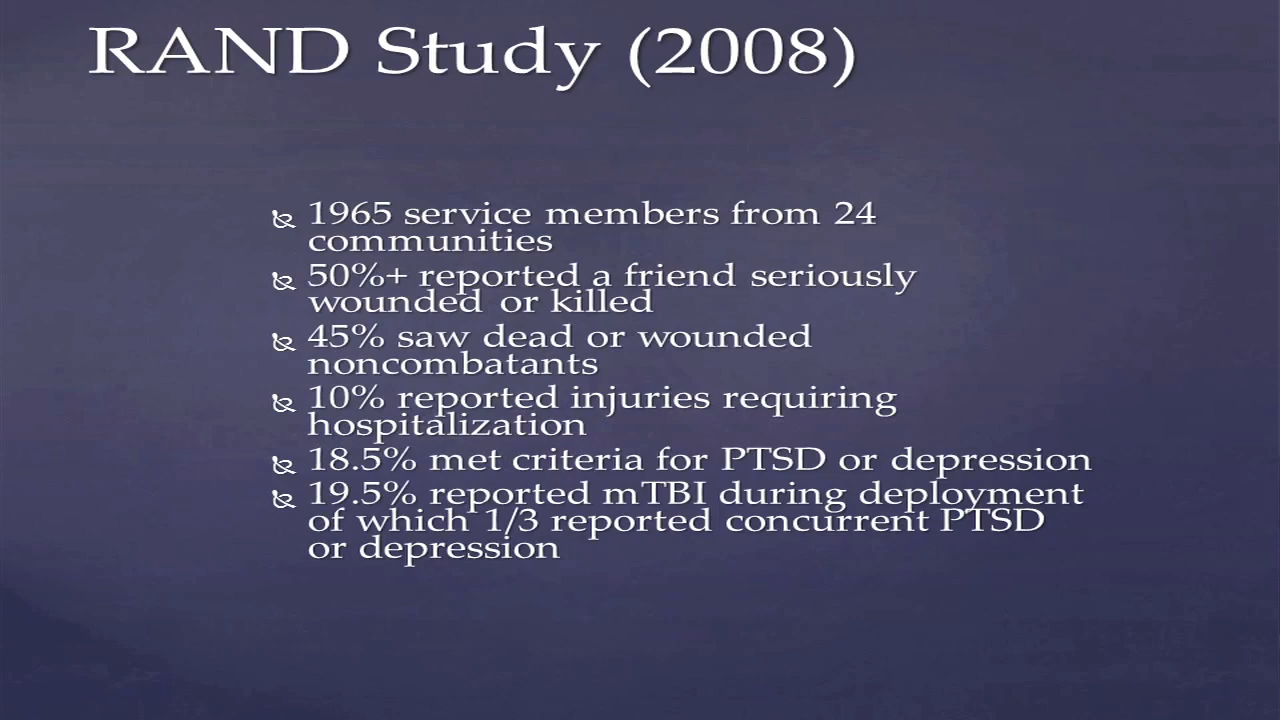 RAND Study (2008)
1965 service members from 24
communities
50%+ reported a friend seriously
wounded or killed
45% saw dead or wounded
noncombatants
10% reported injuries requiring
hospitalization
18.5% met criteria for PTSD or depression
19.5% reported mTBI during deployment
of which 1/3 reported concurrent PTSD
or depression